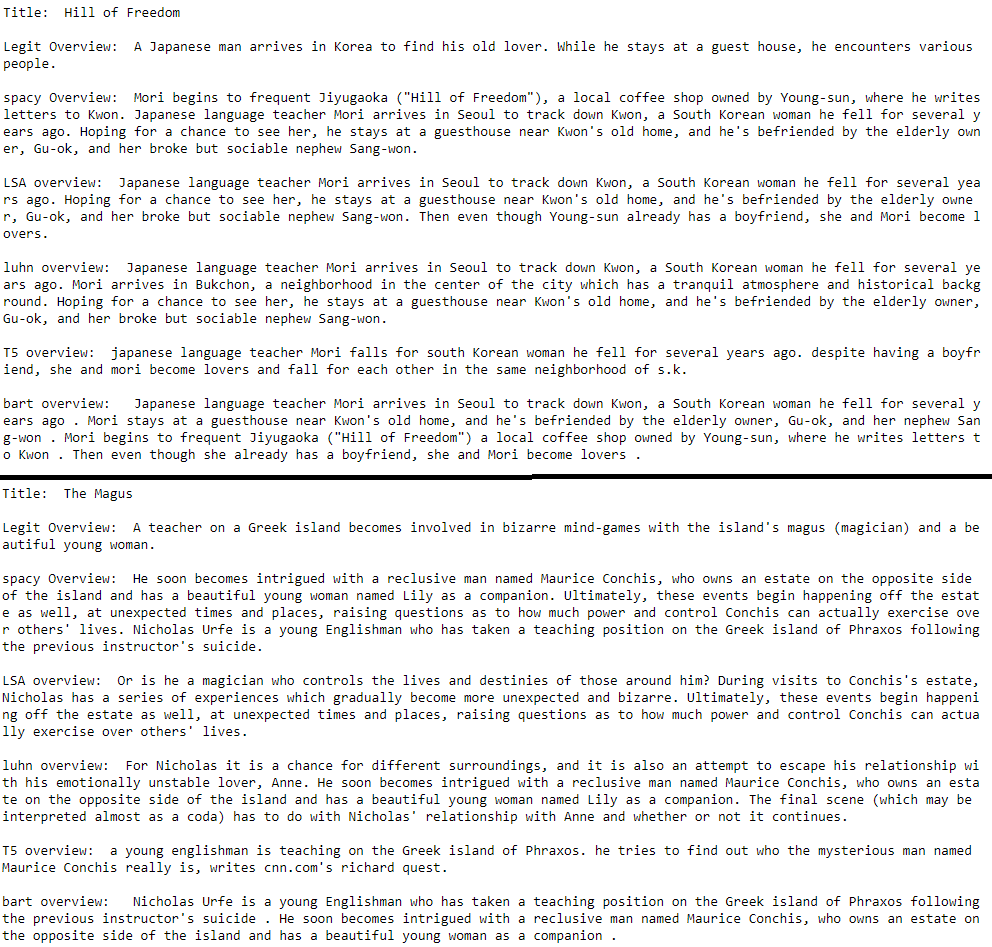 Title:  Hill of Freedom
Legit Overview:  A Japanese man arrives in Korea to find his old lover. While he stays at a guest house, he encounters various
people.
spacy Overview:  Mori begins to frequent Jiyugaoka ("Hill of Freedom"), a local coffee shop owned by Young-sun, where he writes
letters to Kwon. Japanese language teacher Mori arrives in Seoul to track down Kwon, a South Korean woman he fell for several y
ears ago. Hoping for a chance to see her, he stays at a guesthouse near Kwon's old home, and he's befriended by the elderly own
er, Gu-ok, and her broke but sociable nephew Sang-won.
LSA overview:  Japanese language teacher Mori arrives in Seoul to track down Kwon, a South Korean woman he fell for several yea
rs ago. Hoping for a chance to see her, he stays at a guesthouse near Kwon's old home, and he's befriended by the elderly owne
r, Gu-ok, and her broke but sociable nephew Sang-won. Then even though Young-sun already has a boyfriend, she and Mori become l
overs.
luhn overview:  Japanese language teacher Mori arrives in Seoul to track down Kwon, a South Korean woman he fell for several ye
ars ago. Mori arrives in Bukchon, a neighborhood in the center of the city which has a tranquil atmosphere and historical backg
round. Hoping for a chance to see her, he stays at a guesthouse near Kwon's old home, and he's befriended by the elderly owner,
Gu-ok, and her broke but sociable nephew Sang-won.
T5 overview:  japanese language teacher Mori falls for south Korean woman he fell for several years ago. despite having a boyfr
iend, she and mori become lovers and fall for each other in the same neighborhood of s.k.
bart overview:   Japanese language teacher Mori arrives in Seoul to track down Kwon, a South Korean woman he fell for several y
ears ago . Mori stays at a guesthouse near Kwon's old home, and he's befriended by the elderly owner, Gu-ok, and her nephew San
g-won . Mori begins to frequent Jiyugaoka ("Hill of Freedom") a local coffee shop owned by Young-sun, where he writes letters t
o Kwon . Then even though she already has a boyfriend, she and Mori become lovers .
Title:  The Magus
Legit Overview:  A teacher on a Greek island becomes involved in bizarre mind-games with the island's magus (magician) and a be
autiful young woman.
spacy Overview:  He soon becomes intrigued with a reclusive man named Maurice Conchis, who owns an estate on the opposite side
of the island and has a beautiful young woman named Lily as a companion. Ultimately, these events begin happening off the estat
e as well, at unexpected times and places, raising questions as to how much power and control Conchis can actually exercise ove
r others' lives. Nicholas Urfe is a young Englishman who has taken a teaching position on the Greek island of Phraxos following
the previous instructor's suicide.
LSA overview:  Or is he a magician who controls the lives and destinies of those around him? During visits to Conchis's estate,
Nicholas has a series of experiences which gradually become more unexpected and bizarre. Ultimately, these events begin happeni
ng off the estate as well, at unexpected times and places, raising questions as to how much power and control Conchis can actua
lly exercise over others' lives.
luhn overview:  For Nicholas it is a chance for different surroundings, and it is also an attempt to escape his relationship wi
th his emotionally unstable lover, Anne. He soon becomes intrigued with a reclusive man named Maurice Conchis, who owns an esta
te on the opposite side of the island and has a beautiful young woman named Lily as a companion. The final scene (which may be
interpreted almost as a coda) has to do with Nicholas' relationship with Anne and whether or not it continues.
T5 overview:  a young englishman is teaching on the Greek island of Phraxos. he tries to find out who the mysterious man named
Maurice Conchis really is, writes cnn.com's richard quest.
bart overview:   Nicholas Urfe is a young Englishman who has taken a teaching position on the Greek island of Phraxos following
the previous instructor's suicide . He soon becomes intrigued with a reclusive man named Maurice Conchis, who owns an estate on
the opposite side of the island and has a beautiful young woman as a companion .